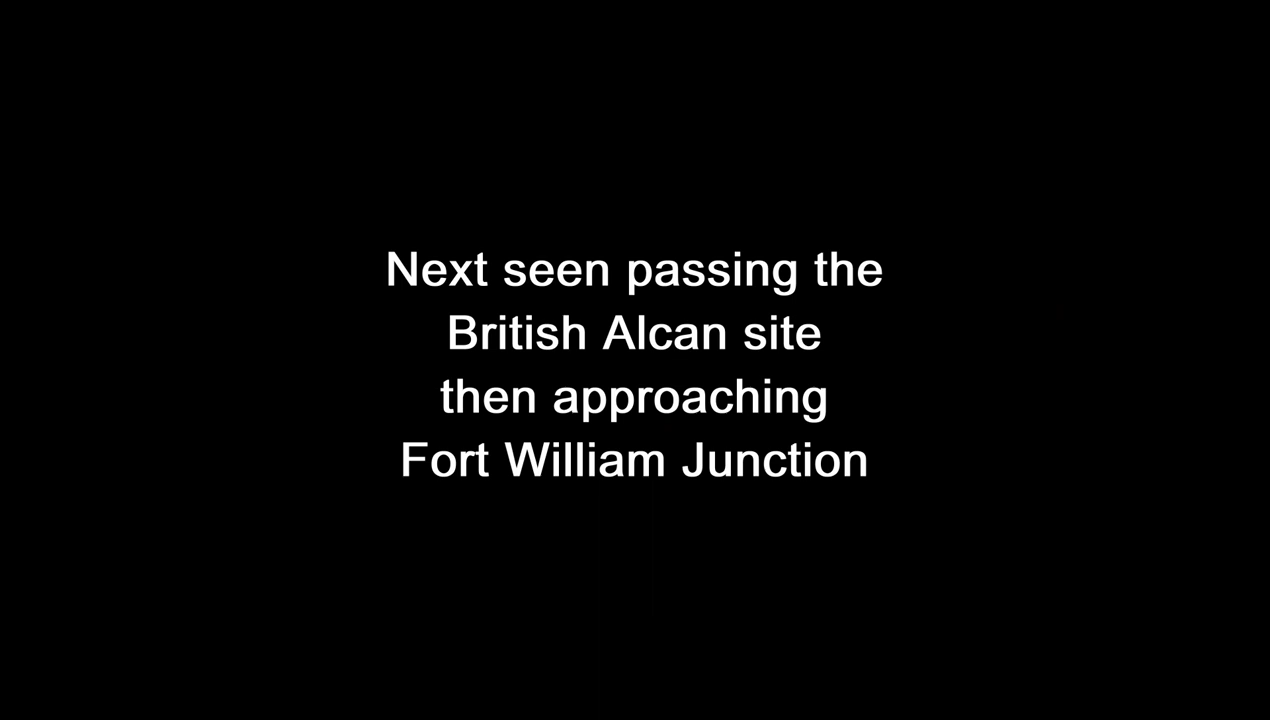 Next seen passing the
British Alcan site
then approaching
Fort William Junction